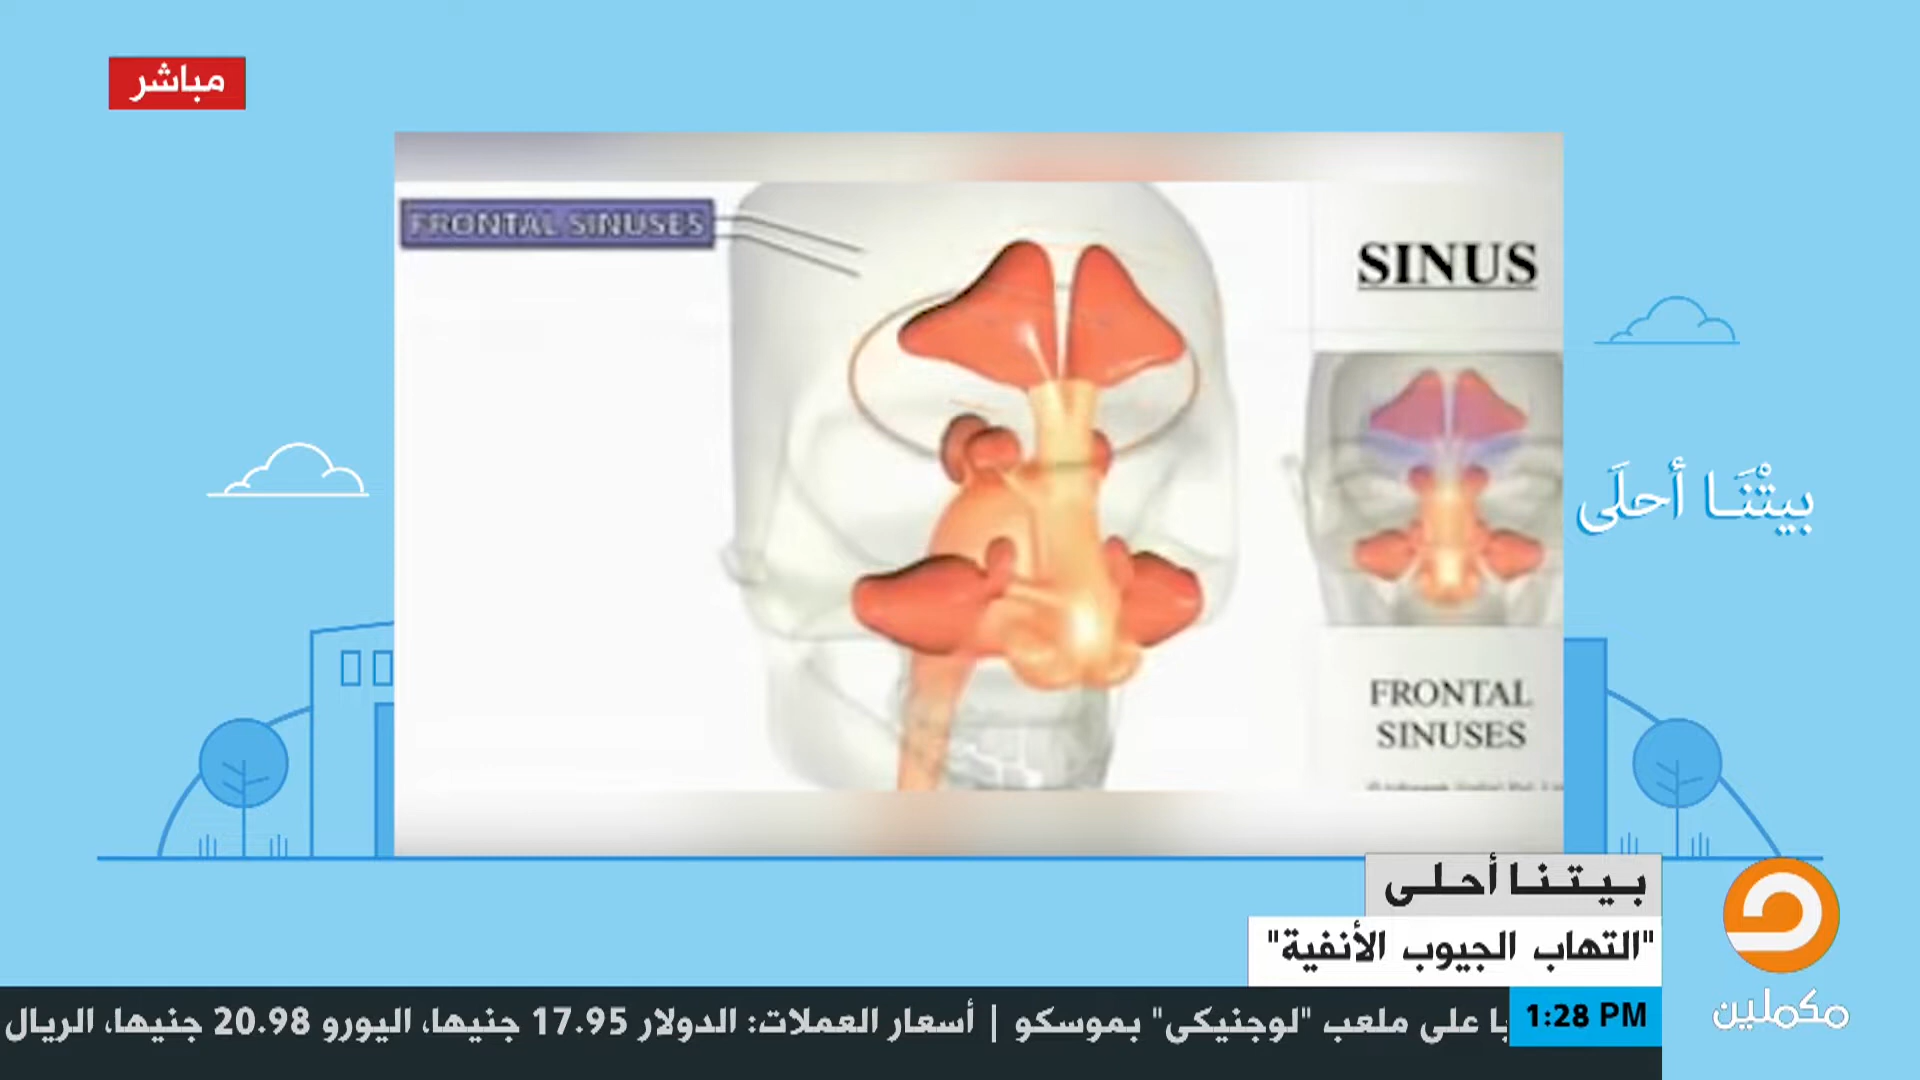 مباشر
FRONTAL SINUSES
SINUS
بيتْنَا أحلَى
FRONTAL
SINUSES
بيتنا أحلى
"التهاب الجيوب الأنفية"
على ملعب "لوجنيكى" بموسكو | أسعار العملات: الدولار 17.95 جنيها، اليورو 20.98 جنيها، الريال
1:28 PM
مكملين